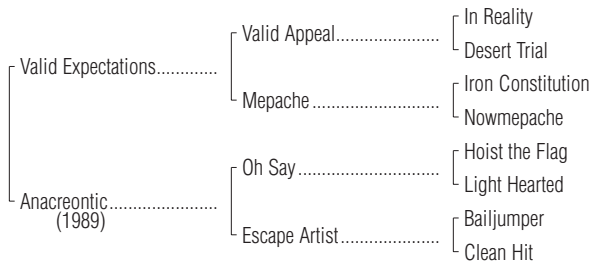 In Reality
Valid Appeal....................
Desert Trial
Valid Expectations............
Iron Constitution
Mepache.........................
Nowmepache
Hoist the Flag
Oh Say...........................
Light Hearted
Anacreontic.....................
(1989)
Bailjumper
Escape Artist...................
Clean Hit